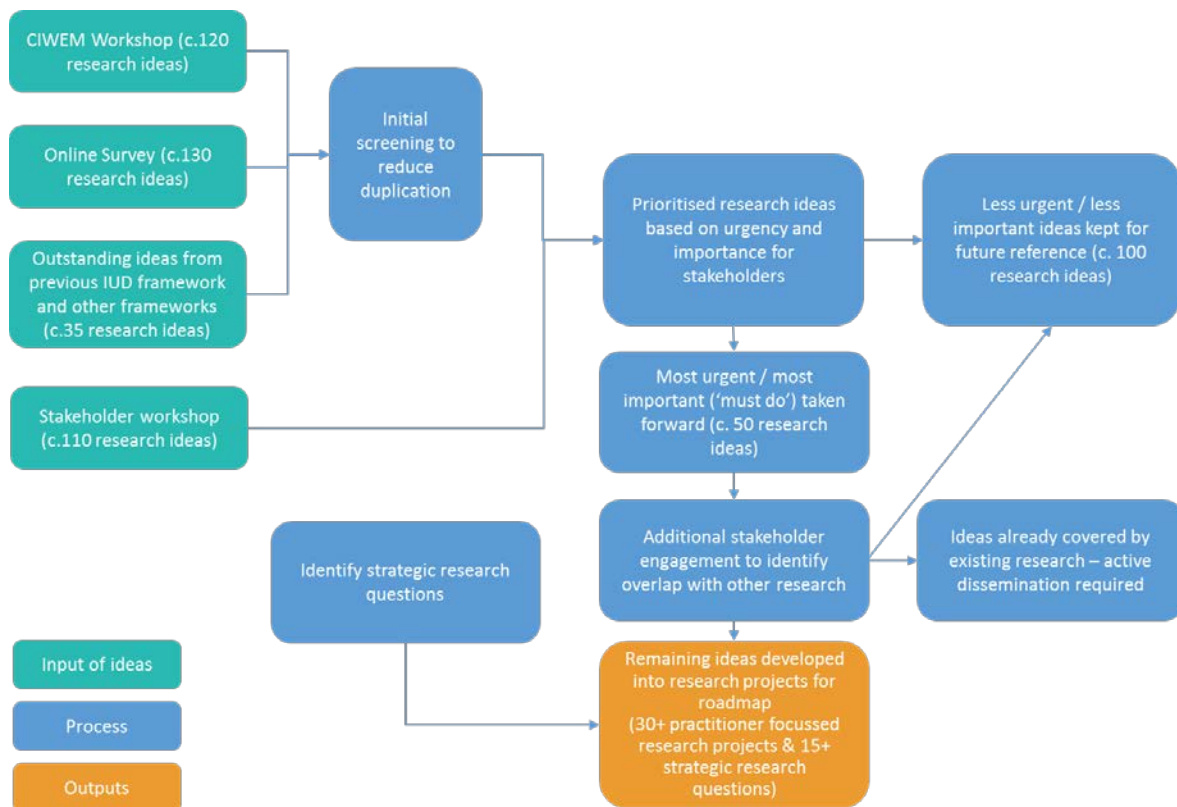 CIWEM Workshop (c.120
research ideas)
Online Survey (c.130
research ideas)
Outstanding ideas from
previous IUD framework
and other frameworks
(c.35 research ideas)
Stakeholder workshop
(c.110 research ideas)
Initial
screening to
reduce
duplication
Prioritised research ideas
based on urgency and
importance for
stakeholders
Less urgent / less
important ideas kept for
future reference (c. 100
research ideas)
Most urgent / most
important (‘must do’) taken
forward (c. 50 research
ideas)
Identify strategic research
questions
Additional stakeholder
engagement to identify
overlap with other research
Ideas already covered by
existing research – active
dissemination required
Remaining ideas developed
into research projects for
roadmap
(30+ practitioner focussed
research projects & 15+
strategic research
questions)
Input of ideas
Process
Outputs